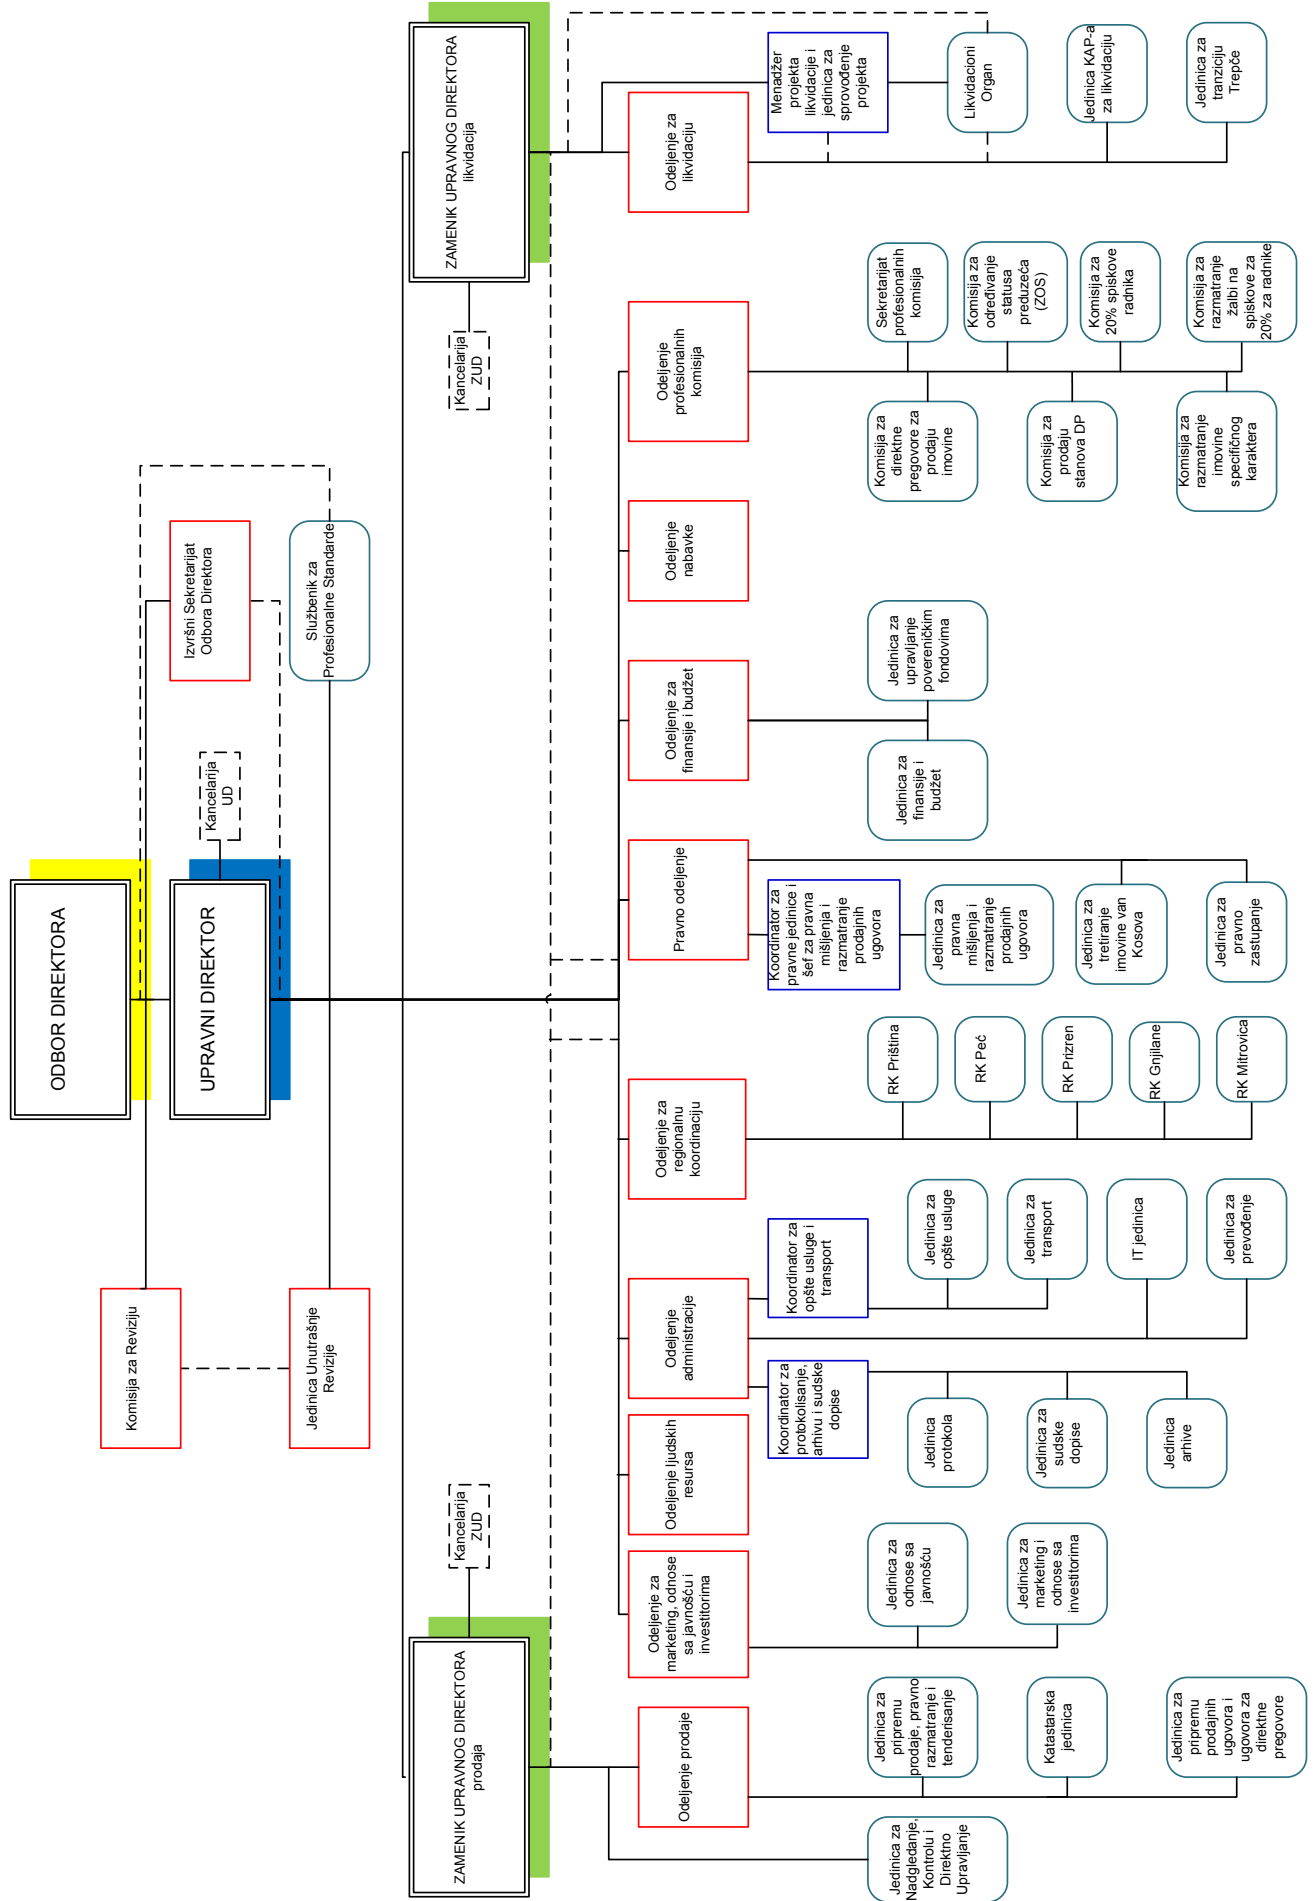 ODBOR DIREKTORA
Komisija za Reviziju
Izvršni Sekretarijat
Odbora Direktora
UPRAVNI DIREKTOR
Kancelarija
UD
Jedinica Unutrašnje
Revizije
Službenik za
Profesionalne Standarde
ZAMENIK UPRAVNOG DIREKTORA
prodaja
Kancelarija
ZUD
Kancelarija
ZUD
ZAMENIK UPRAVNOG DIREKTORA
likvidacija
Odeljenje prodaje
Odeljenje za
marketing, odnose
sa javnošću i
investitorima
Odeljenje ljudskih
resursa
Odeljenje
administracije
Odeljenje za
regionalnu
koordinaciju
Pravno odeljenje
Odeljenje za
finansije i budžet
Odeljenje
nabavke
Odeljenje
profesionalnih
komisija
Odeljenje za
likvidaciju
Jedinica za
Nadgledanje,
Kontrolu i
Direktno
Upravljanje
Jedinica za
pripremu
prodaje, pravno
razmatranje i
tenderisanje
Katastarska
jedinica
Jedinica za
pripremu
prodajnih
ugovora i
ugovora za
direktne
pregovore
Jedinica za
odnose sa
javnošću
Jedinica za
marketing i
odnose sa
investitorima
Koordinator za
protokolisanje,
arhivu i sudske
dopise
Jedinica
protokola
Jedinica za
sudske
dopise
Jedinica
arhive
Koordinator za
opšte usluge i
transport
Jedinica za
opšte usluge
Jedinica za
transport
IT jedinica
Jedinica za
prevođenje
RK Priština
RK Peć
RK Prizren
RK Gnjilane
RK Mitrovica
Koordinator za
pravne jedinice i
šef za pravna
mišljenja i
razmatranje
prodajnih
ugovora
Jedinica za
pravna
mišljenja i
razmatranje
prodajnih
ugovora
Jedinica za
tretiranje
imovine van
Kosova
Jedinica za
pravno
zastupanje
Jedinica za
finansije i
budžet
Jedinica za
upravljanje
povereničkim
fondovima
Komisija za
direktne
pregovore za
prodaju
imovine
Sekretarijat
profesionalnih
komisija
Komisija za
određivanje
statusa
preduzeća
(ZOS)
Komisija za
prodaju
stanova DP
Komisija za
20% spiskove
radnika
Komisija za
razmatranje
imovine
specifičnog
karaktera
Komisija za
razmatranje
žalbi na
spiskove za
20% za radnike
Menadžer
projekta
likvidacije i
jedinica za
sprovođenje
projekta
Likvidacioni
Organ
Jedinica KAP-a
za likvidaciju
Jedinica za
tranziciju
Trepče